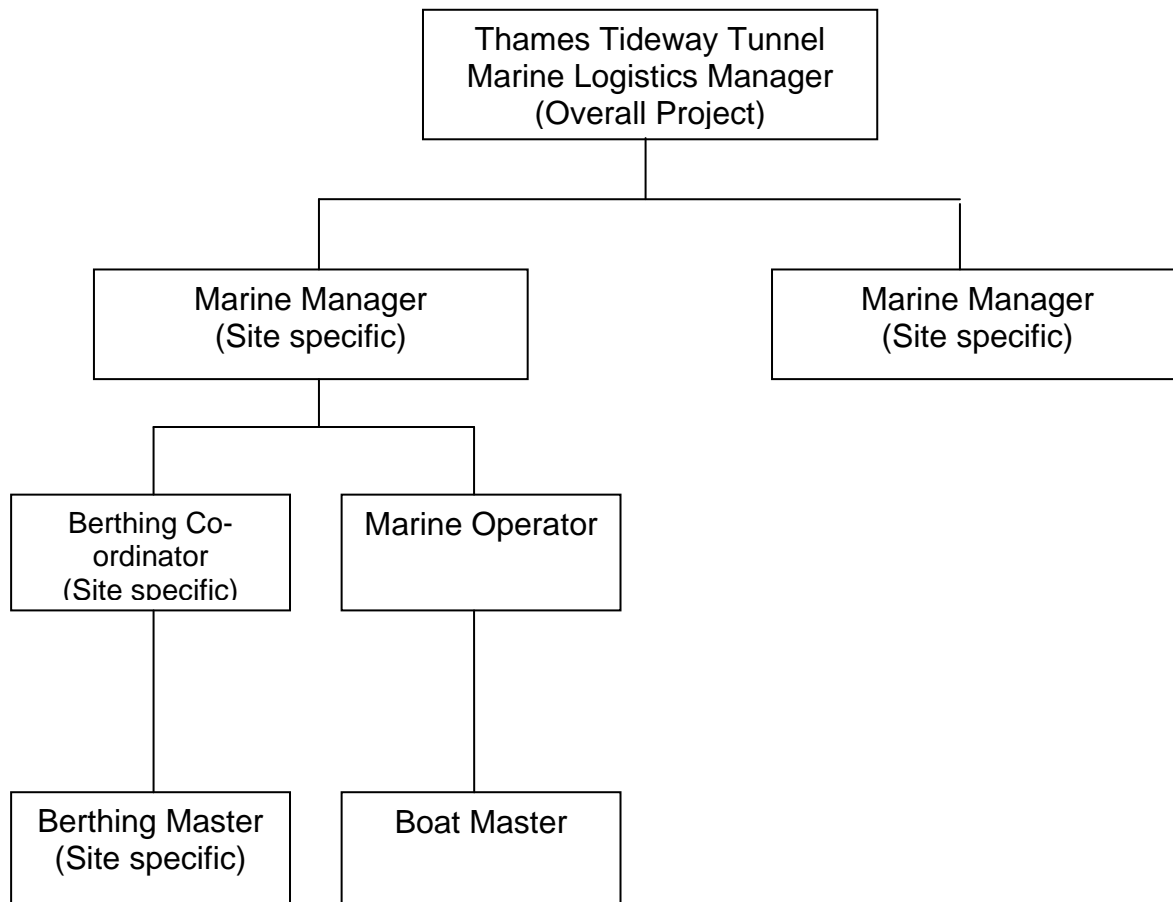 Thames Tideway Tunnel
Marine Logistics Manager
(Overall Project)
Marine Manager
(Site specific)
Marine Manager
(Site specific)
Berthing Co-
ordinator
(Site specific)
Marine Operator
Berthing Master
(Site specific)
Boat Master